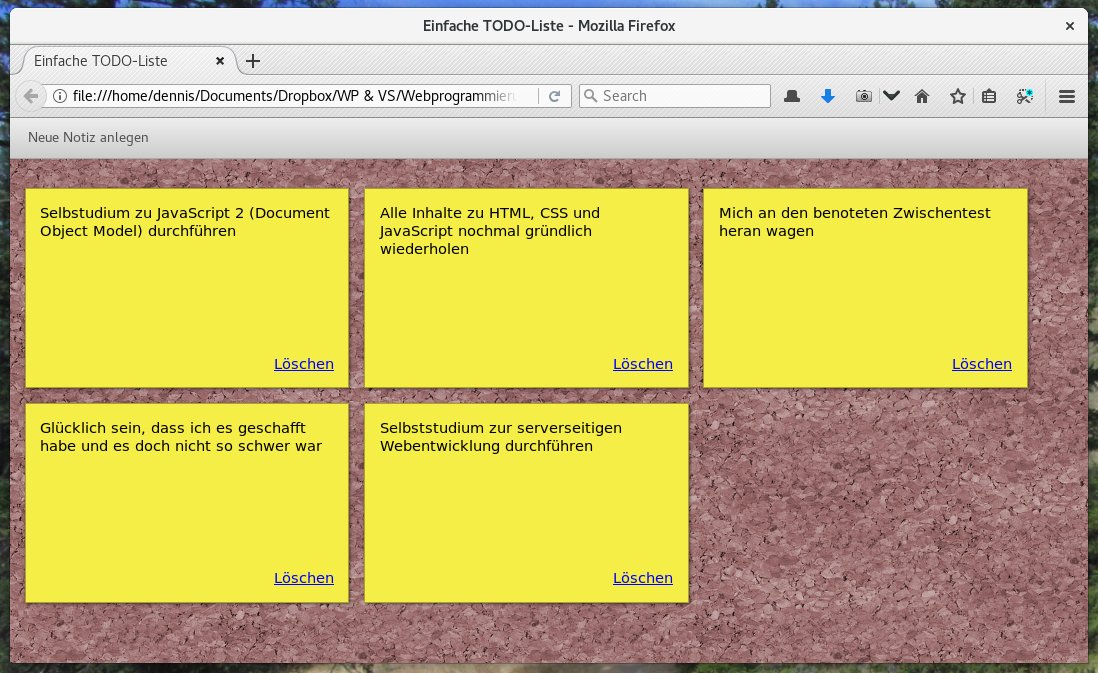 Einfache TODO-Liste - Mozilla Firefox
Einfache TODO-Liste
file:///home/dennis/Documents/Dropbox/WP & VS/Webprogrammieru
Search
Neue Notiz anlegen
Selbstudium zu JavaScript 2 (Document
Object Model) durchführen
Löschen
Alle Inhalte zu HTML, CSS und
JavaScript nochmal gründlich
wiederholen
Löschen
Mich an den benoteten Zwischentest
heran wagen
Löschen
Glücklich sein, dass ich es geschafft
habe und es doch nicht so schwer war
Löschen
Selbststudium zur serverseitigen
Webentwicklung durchführen
Löschen